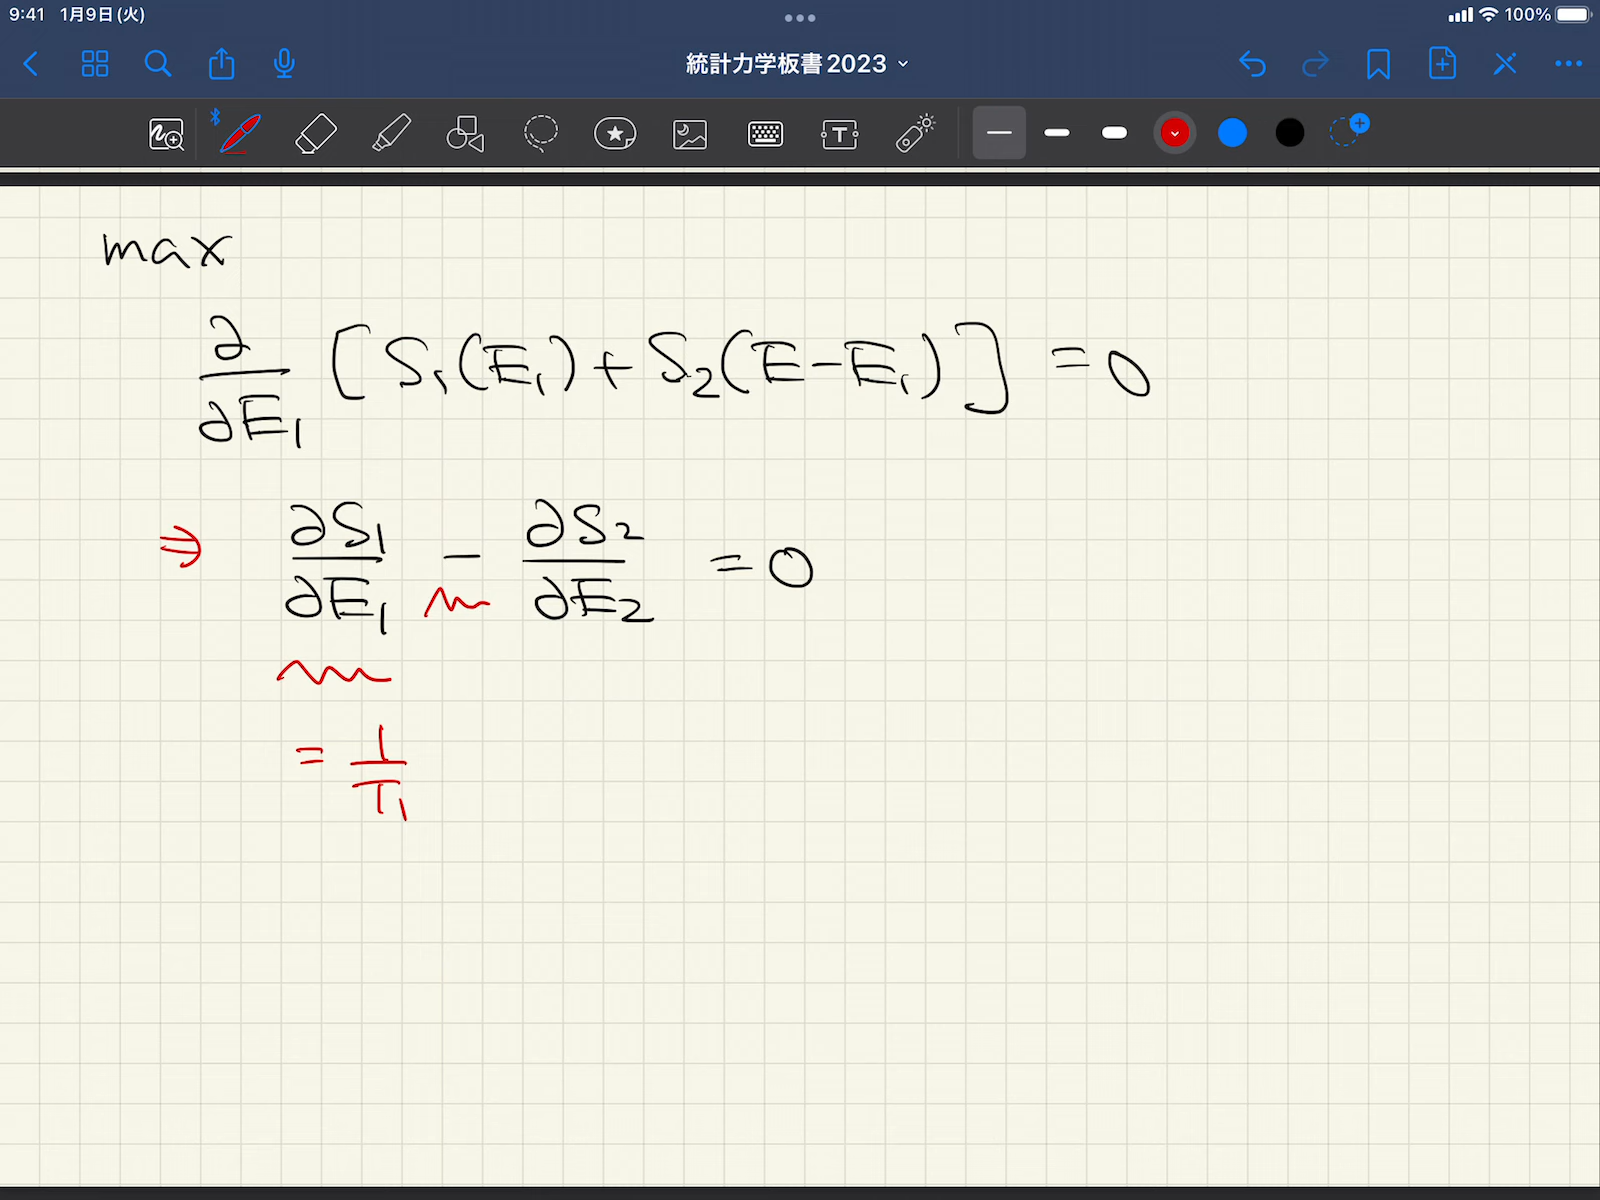 9:41 1月9日(火) 100%
統計力学板書2023
T
max
∂/∂E₁ [S₁(E₁)+S₂(E−E₁)] = 0
⇒ ∂S₁/∂E₁ − ∂S₂/∂E₂ = 0
= 1/T₁